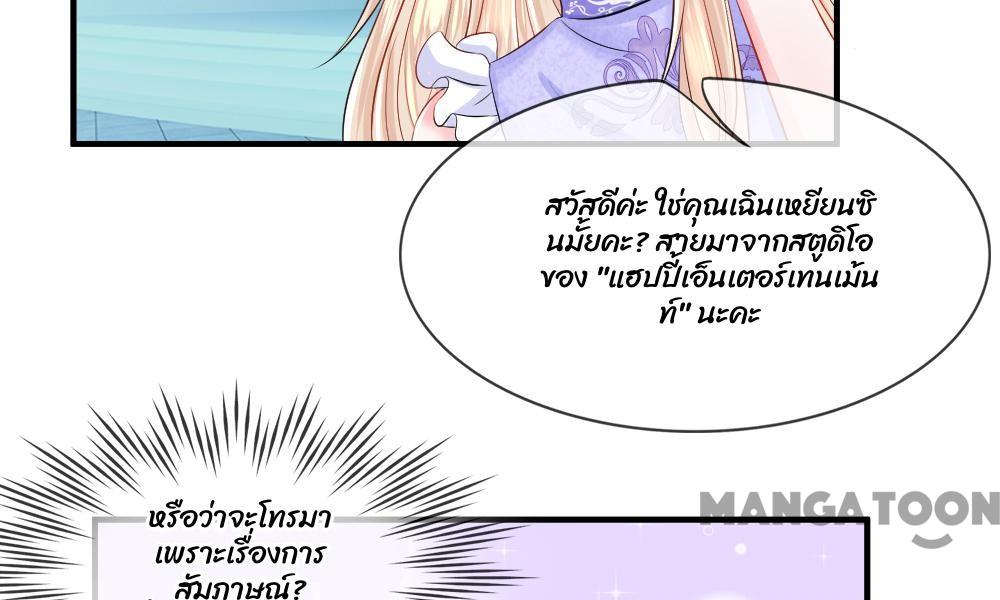 สวัสดีค่ะ ใช่คุณเฉินเหยียนซิ
นมั้ยคะ? สายมาจากสตูดิโอ
ของ "แฮปปี้เอ็นเตอร์เทนเม้น
ท์" นะคะ
MANGATOON
หรือว่าจะโทรมา
เพราะเรื่องการ
สัมภาษณ์?